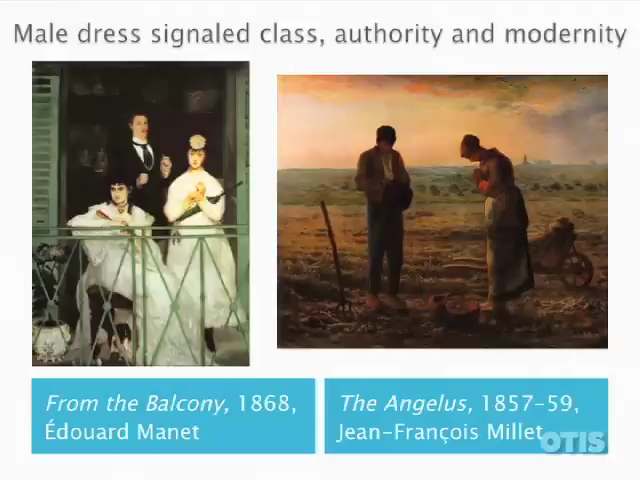 Male dress signaled class, authority and modernity
From the Balcony, 1868,
Édouard Manet
The Angelus, 1857-59,
Jean-François Millet
OTIS